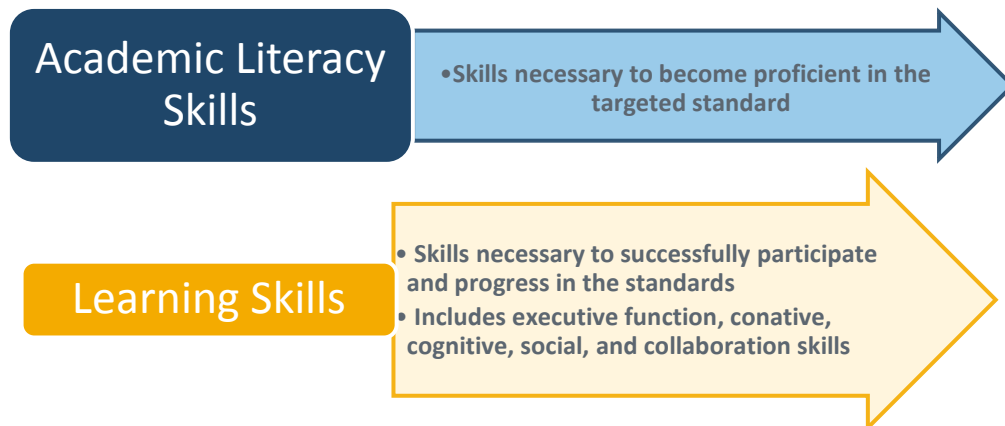 Academic Literacy
Skills
•Skills necessary to become proficient in the
targeted standard
Learning Skills
• Skills necessary to successfully participate
and progress in the standards
• Includes executive function, conative,
cognitive, social, and collaboration skills